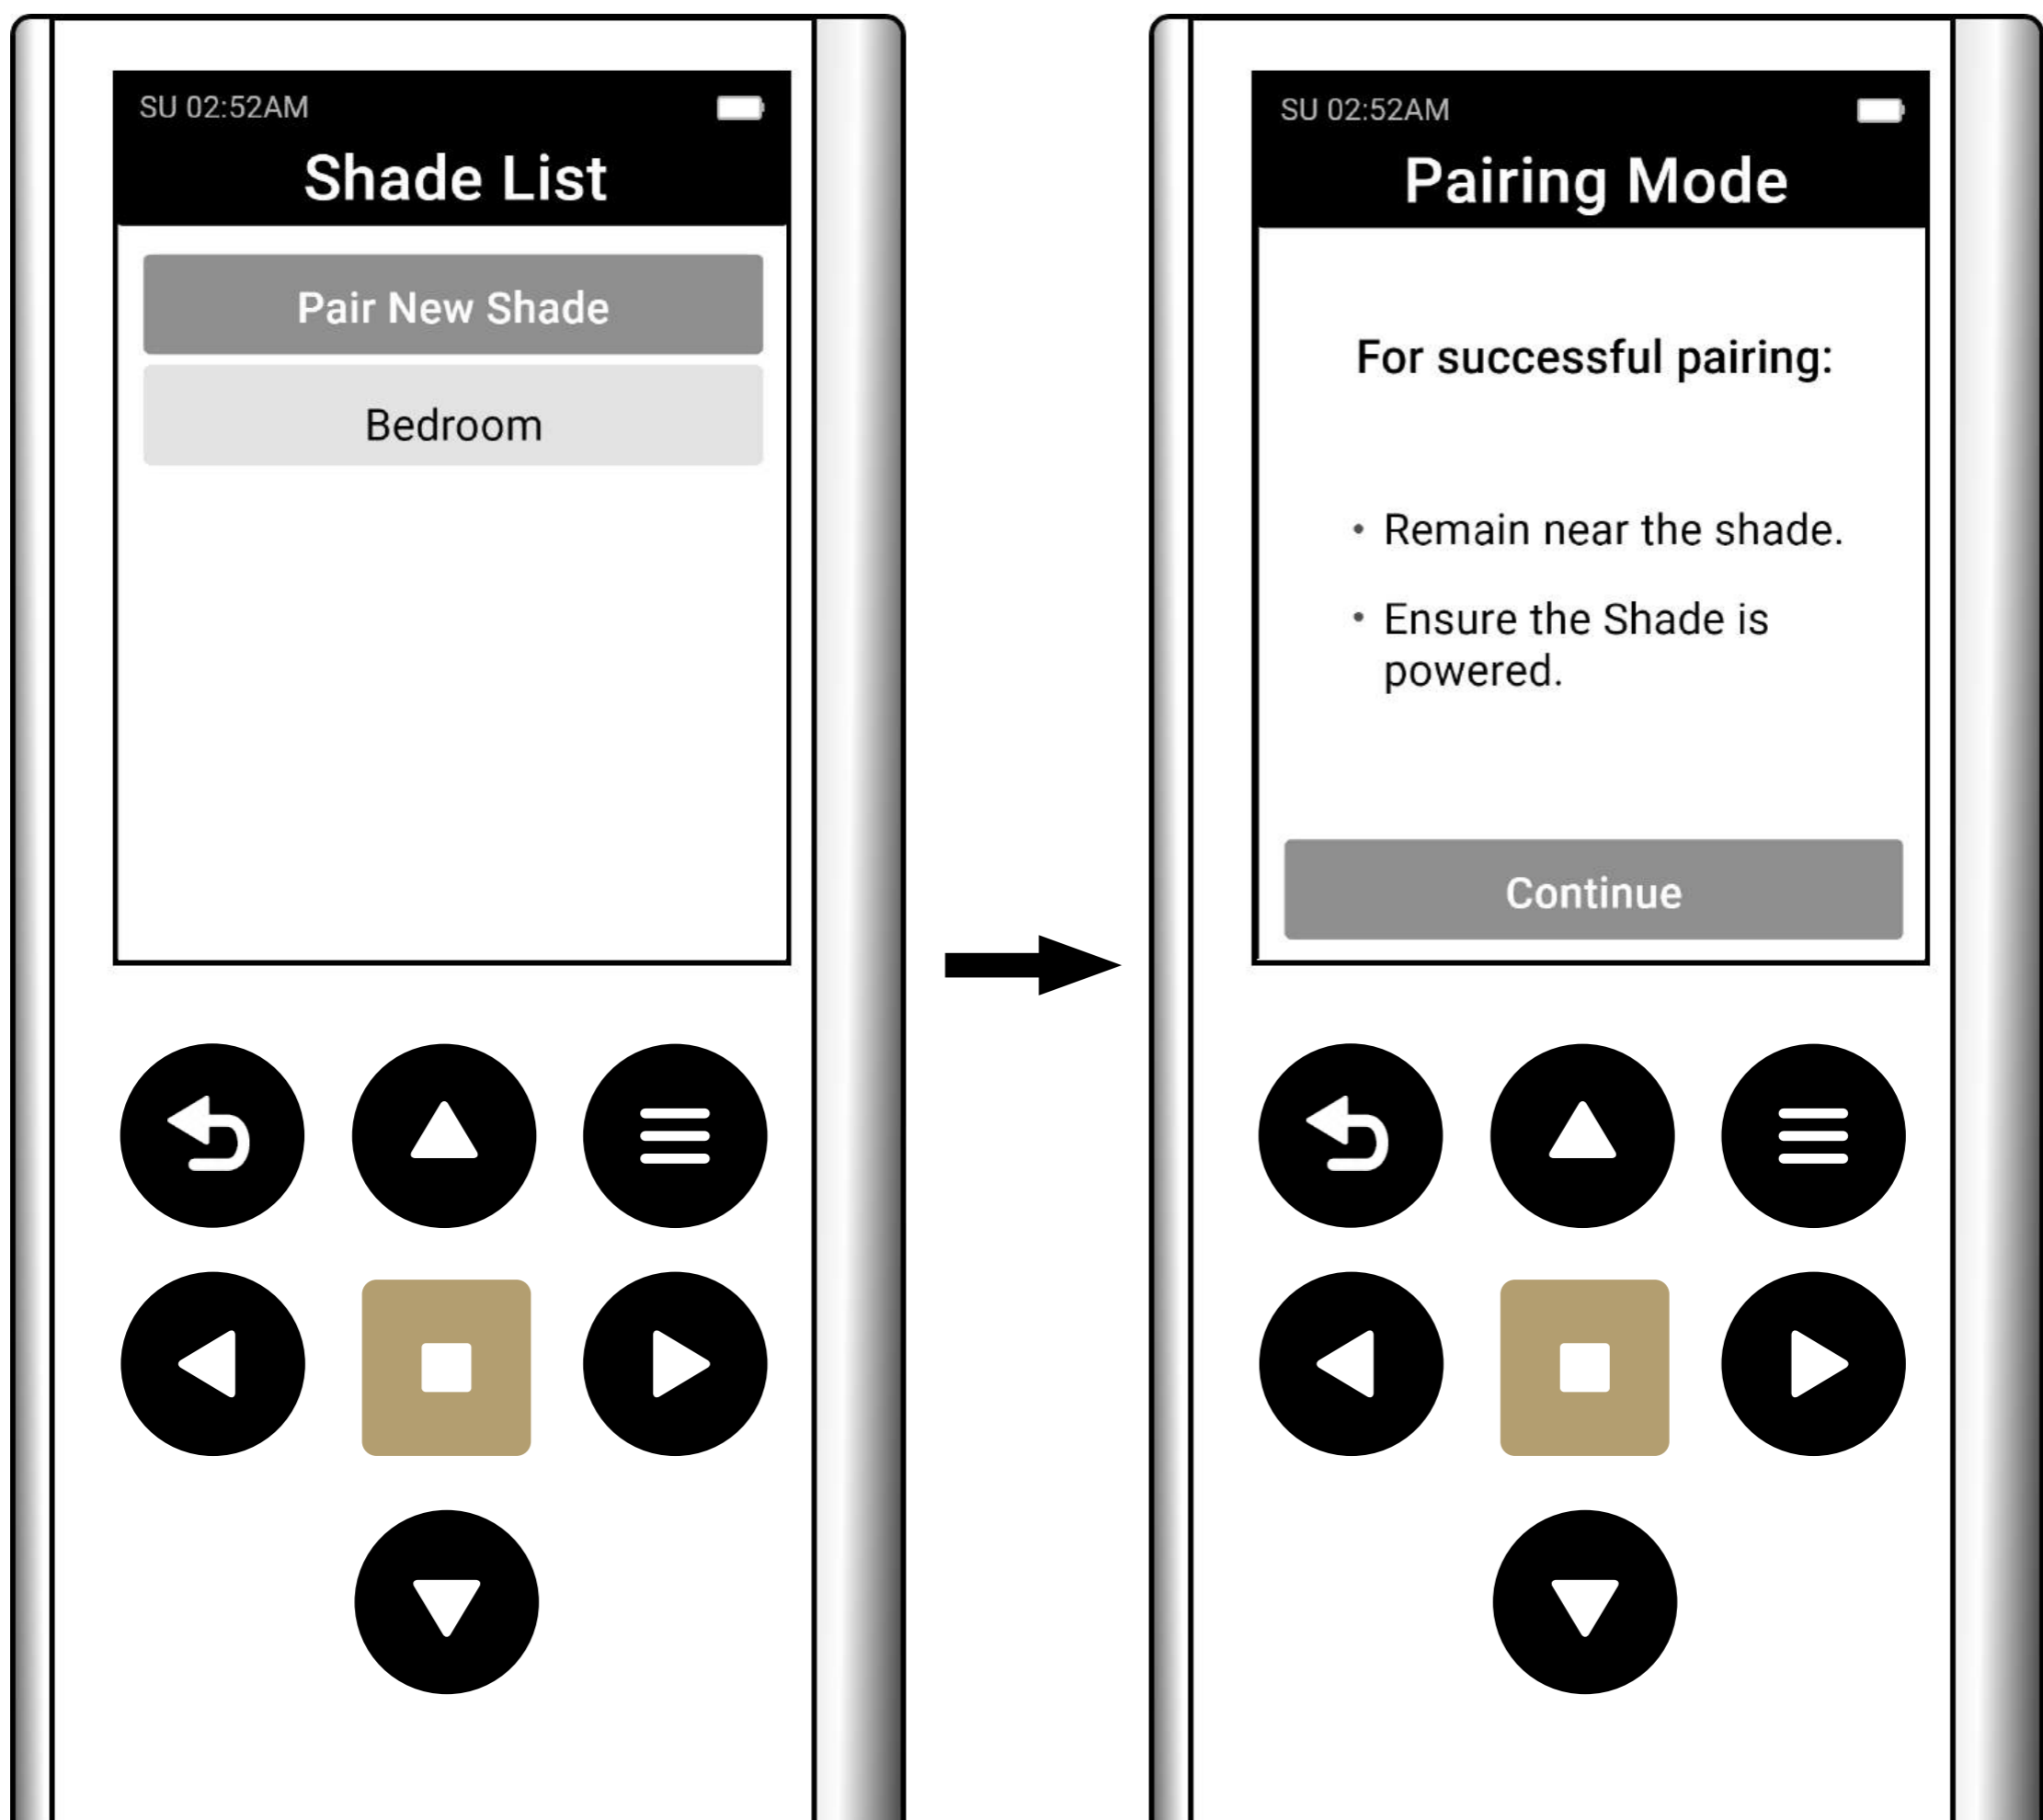 SU 02:52AM
Shade List
Pair New Shade
Bedroom
SU 02:52AM
Pairing Mode
For successful pairing:
• Remain near the shade.
• Ensure the Shade is
powered.
Continue